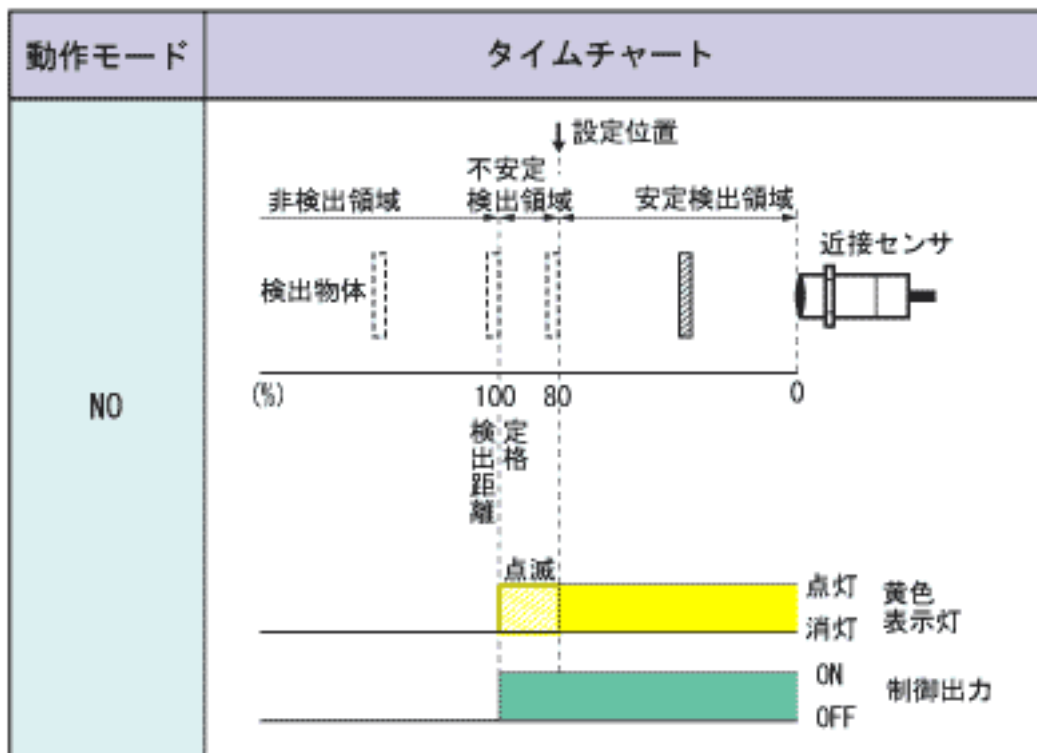 動作モード
タイムチャート
設定位置
不安定
非検出領域
検出領域
安定検出領域
近接センサ
検出物体
NO
(%)
100
80
0
定格
検出距離
点滅
点灯
消灯
黄色
表示灯
ON
OFF
制御出力